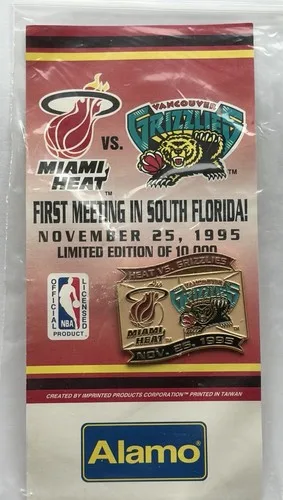 VANCOUVER
GRIZZLIES
VS.
MIAMI
HEAT
FIRST MEETING IN SOUTH FLORIDA!
NOVEMBER 25, 1995
LIMITED EDITION OF 10,000
HEAT VS. GRIZZLIES
VANCOUVER
GRIZZLIES
MIAMI
HEAT
NOV. 25, 1995
OFFICIAL
LICENSED
NBA
PRODUCT
CREATED BY IMPRINTED PRODUCTS CORPORATION™ PRINTED IN TAIWAN
Alamo®